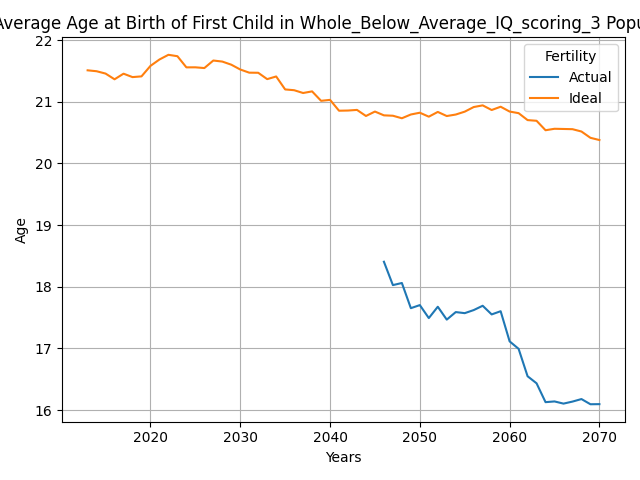 Average Age at Birth of First Child in Whole_Below_Average_IQ_scoring_3
22
21
20
19
18
17
16
Age
Fertility
Actual
Ideal
2020 2030 2040 2050 2060 2070
Years